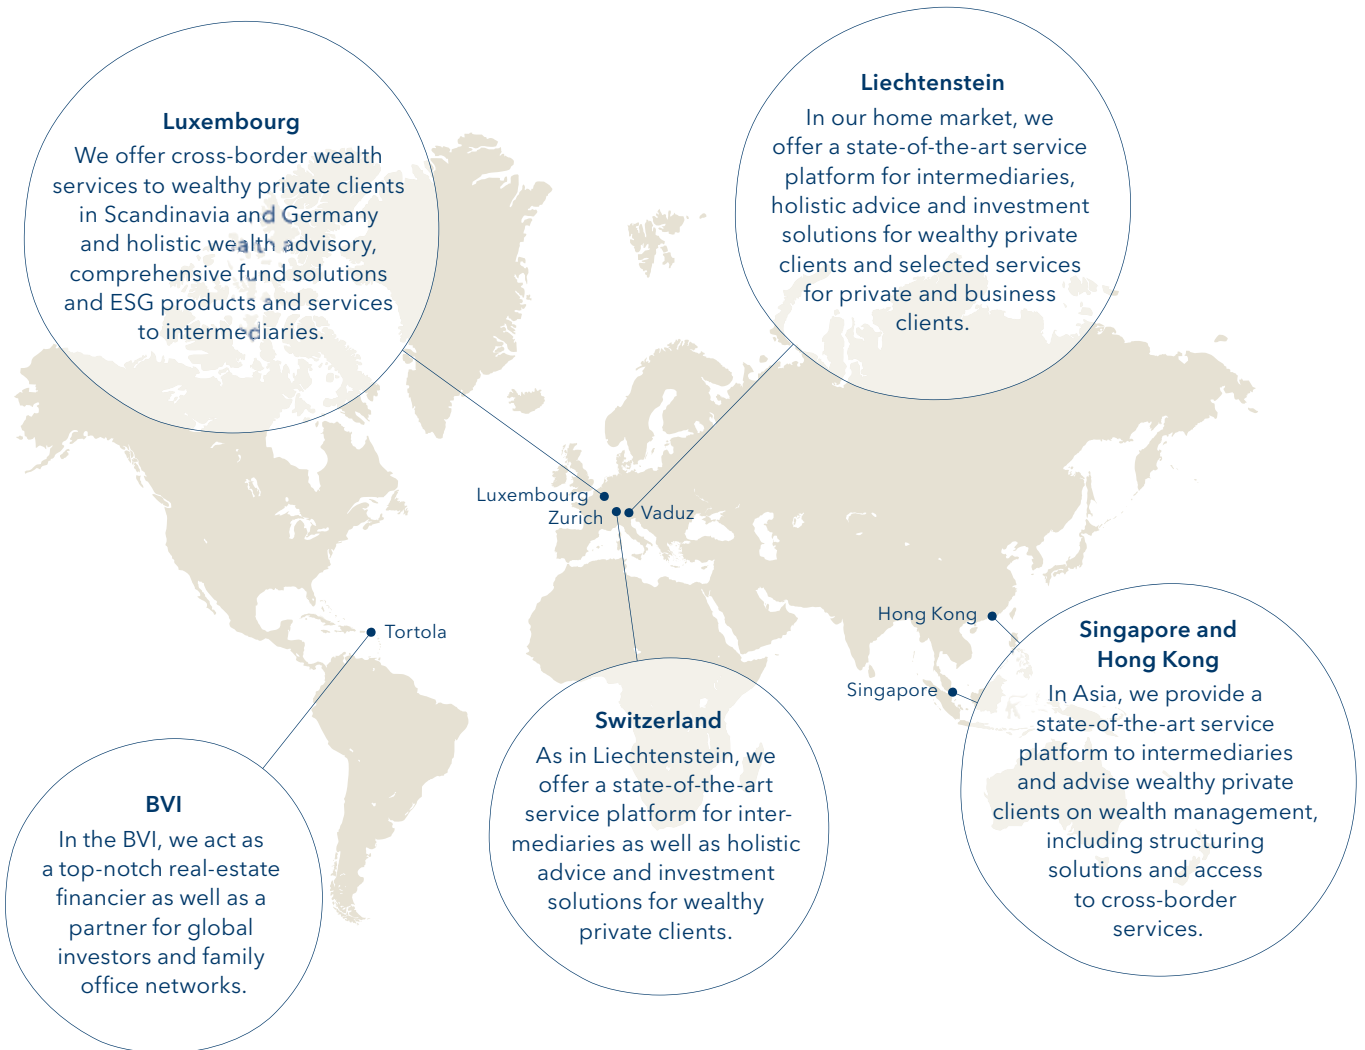 Luxembourg
We offer cross-border wealth
services to wealthy private clients
in Scandinavia and Germany
and holistic wealth advisory,
comprehensive fund solutions
and ESG products and services
to intermediaries.
Liechtenstein
In our home market, we
offer a state-of-the-art service
platform for intermediaries,
holistic advice and investment
solutions for wealthy private
clients and selected services
for private and business
clients.
Luxembourg
Zurich
Vaduz
Tortola
Hong Kong
Singapore
BVI
In the BVI, we act as
a top-notch real-estate
financier as well as a
partner for global
investors and family
office networks.
Switzerland
As in Liechtenstein, we
offer a state-of-the-art
service platform for inter-
mediaries as well as holistic
advice and investment
solutions for wealthy
private clients.
Singapore and
Hong Kong
In Asia, we provide a
state-of-the-art service
platform to intermediaries
and advise wealthy private
clients on wealth management,
including structuring
solutions and access
to cross-border
services.